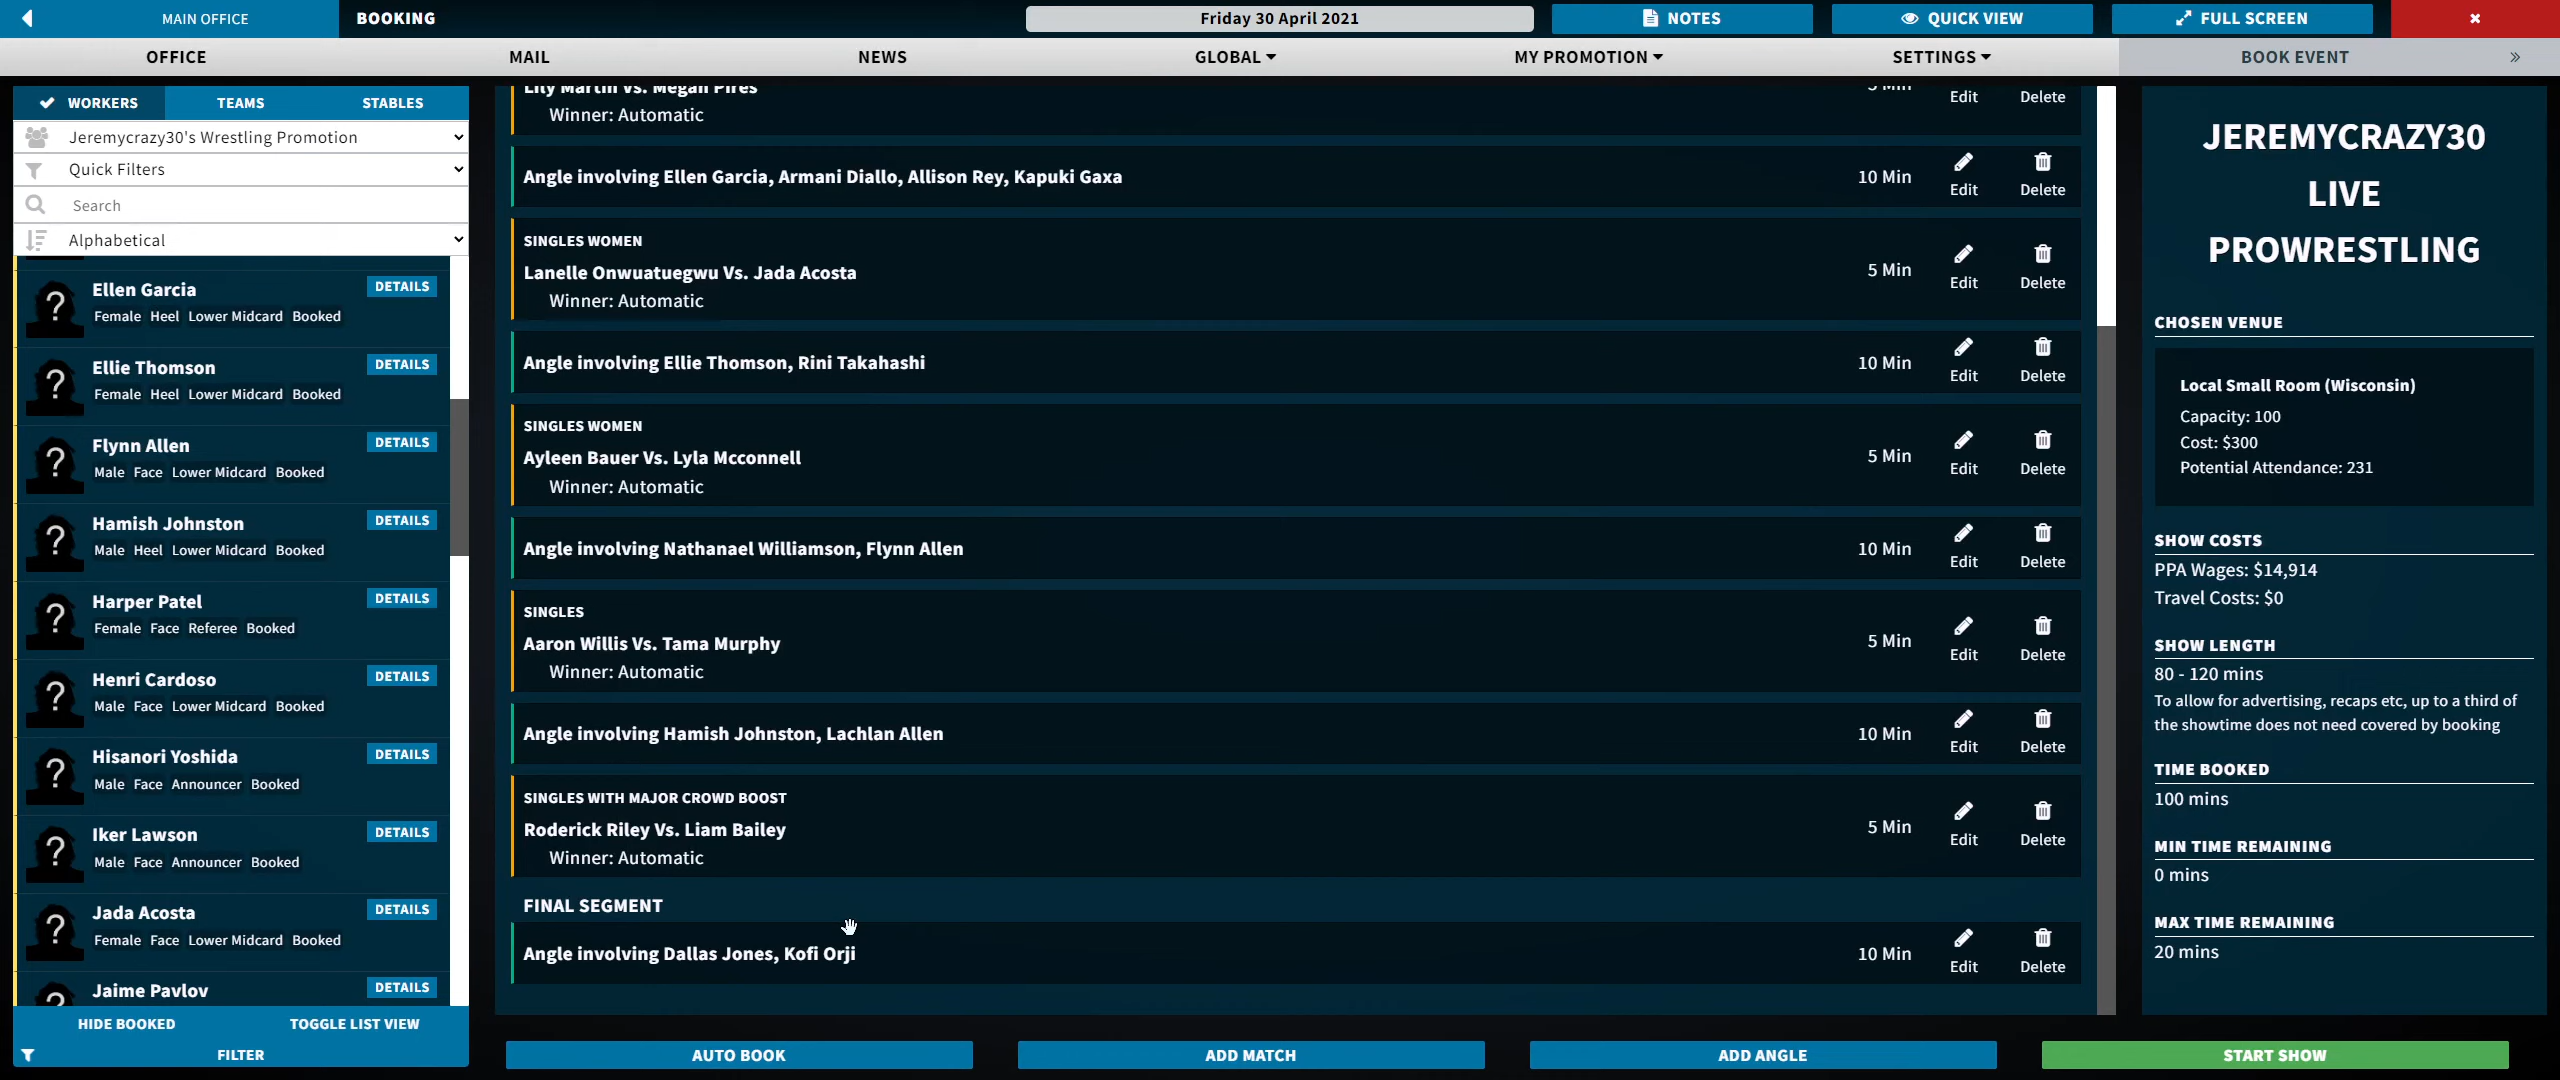 MAIN OFFICE
BOOKING
Friday 30 April 2021
NOTES
QUICK VIEW
FULL SCREEN
OFFICE
MAIL
NEWS
GLOBAL
MY PROMOTION
SETTINGS
BOOK EVENT
WORKERS
TEAMS
STABLES
Jeremycrazy30's Wrestling Promotion
Quick Filters
Search
Alphabetical
Ellen Garcia
DETAILS
Female Heel Lower Midcard Booked
Ellie Thomson
DETAILS
Female Heel Lower Midcard Booked
Flynn Allen
DETAILS
Male Face Lower Midcard Booked
Hamish Johnston
DETAILS
Male Heel Lower Midcard Booked
Harper Patel
DETAILS
Female Face Referee Booked
Henri Cardoso
DETAILS
Male Face Lower Midcard Booked
Hisanori Yoshida
DETAILS
Male Face Announcer Booked
Iker Lawson
DETAILS
Male Face Announcer Booked
Jada Acosta
DETAILS
Female Face Lower Midcard Booked
Jaime Pavlov
DETAILS
HIDE BOOKED
TOGGLE LIST VIEW
FILTER
Lily Martin Vs. Megan Pires
Winner: Automatic
5 Min
Edit
Delete
Angle involving Ellen Garcia, Armani Diallo, Allison Rey, Kapuki Gaxa
10 Min
Edit
Delete
SINGLES WOMEN
Lanelle Onwuatuegwu Vs. Jada Acosta
Winner: Automatic
5 Min
Edit
Delete
Angle involving Ellie Thomson, Rini Takahashi
10 Min
Edit
Delete
SINGLES WOMEN
Ayleen Bauer Vs. Lyla Mcconnell
Winner: Automatic
5 Min
Edit
Delete
Angle involving Nathanael Williamson, Flynn Allen
10 Min
Edit
Delete
SINGLES
Aaron Willis Vs. Tama Murphy
Winner: Automatic
5 Min
Edit
Delete
Angle involving Hamish Johnston, Lachlan Allen
10 Min
Edit
Delete
SINGLES WITH MAJOR CROWD BOOST
Roderick Riley Vs. Liam Bailey
Winner: Automatic
5 Min
Edit
Delete
FINAL SEGMENT
Angle involving Dallas Jones, Kofi Orji
10 Min
Edit
Delete
AUTO BOOK
ADD MATCH
ADD ANGLE
START SHOW
JEREMYCRAZY30
LIVE
PROWRESTLING
CHOSEN VENUE
Local Small Room (Wisconsin)
Capacity: 100
Cost: $300
Potential Attendance: 231
SHOW COSTS
PPA Wages: $14,914
Travel Costs: $0
SHOW LENGTH
80 - 120 mins
To allow for advertising, recaps etc, up to a third of
the showtime does not need covered by booking
TIME BOOKED
100 mins
MIN TIME REMAINING
0 mins
MAX TIME REMAINING
20 mins